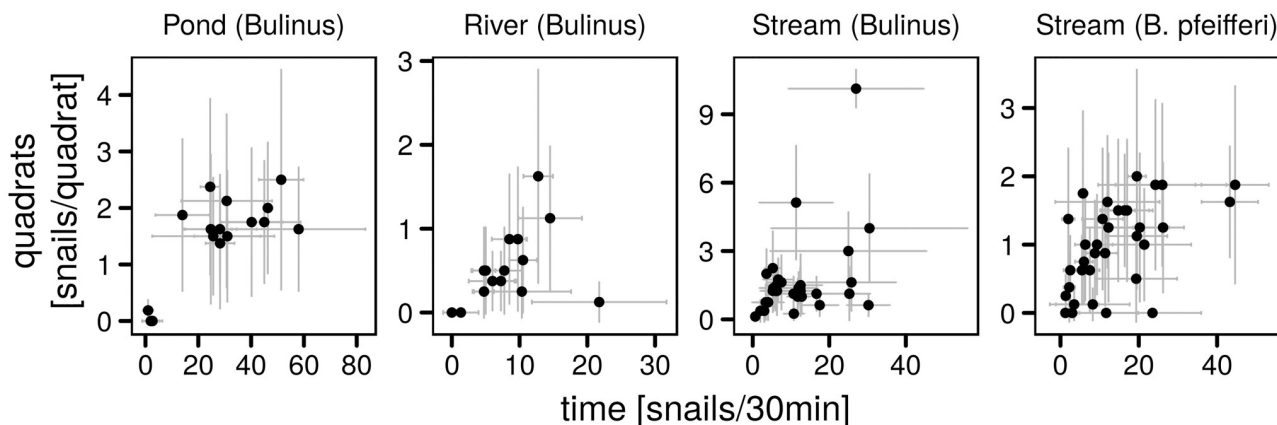 Pond (Bulinus)
River (Bulinus)
Stream (Bulinus)
Stream (B. pfeifferi)
quadrats
[snails/quadrat]
4
3
2
1
0
3
2
1
0
9
6
3
0
3
2
1
0
0 20 40 60 80
0 10 20 30
0 20 40
0 20 40
time [snails/30min]